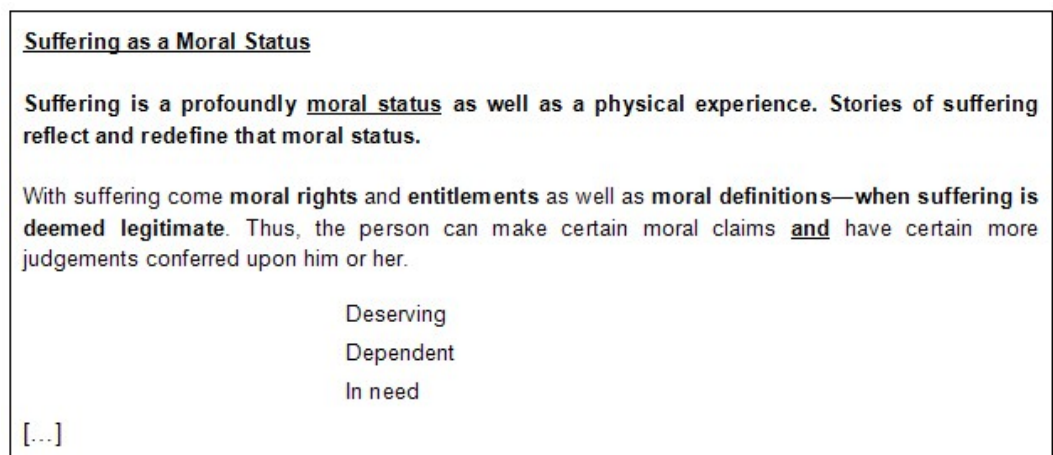 Suffering as a Moral Status
Suffering is a profoundly moral status as well as a physical experience. Stories of suffering
reflect and redefine that moral status.
With suffering come moral rights and entitlements as well as moral definitions—when suffering is
deemed legitimate. Thus, the person can make certain moral claims and have certain more
judgements conferred upon him or her.
Deserving
Dependent
In need
[…]